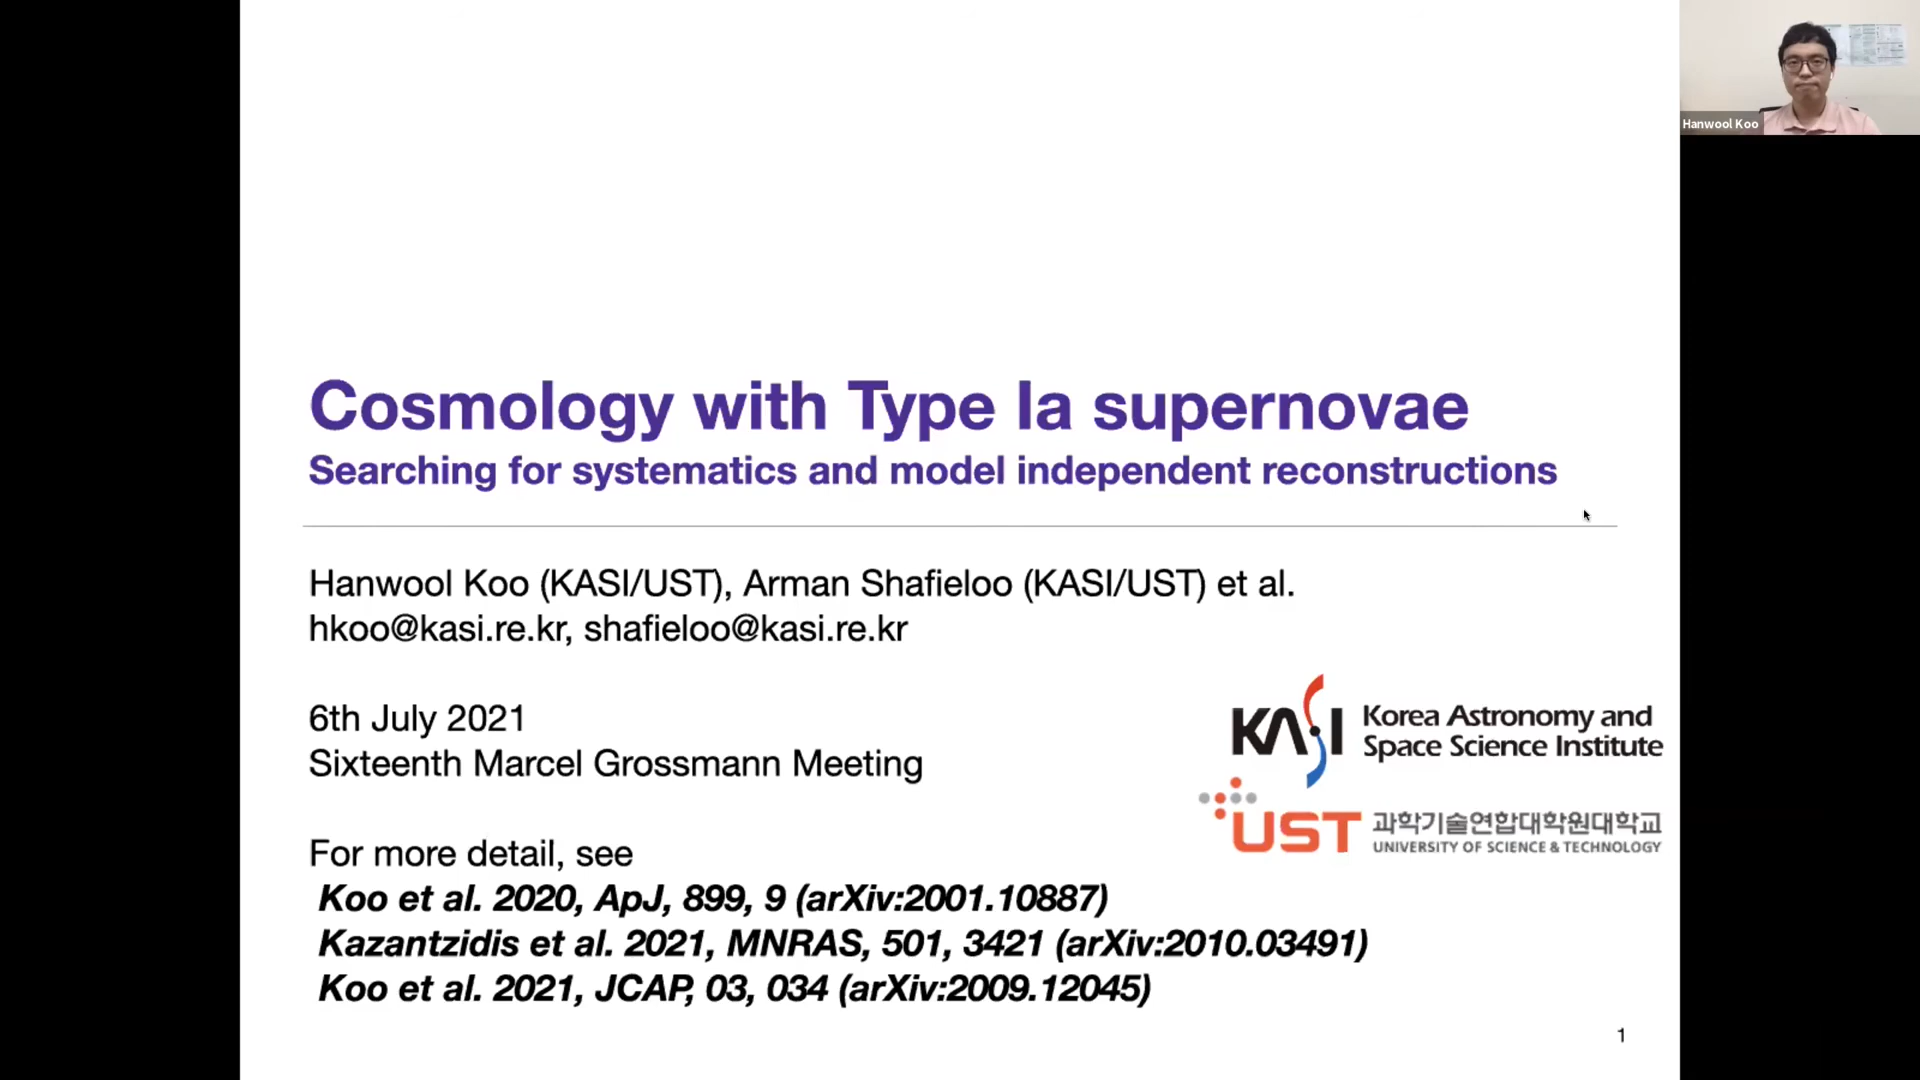 Hanwool Koo
Cosmology with Type Ia supernovae
Searching for systematics and model independent reconstructions
Hanwool Koo (KASI/UST), Arman Shafieloo (KASI/UST) et al.
hkoo@kasi.re.kr, shafieloo@kasi.re.kr
6th July 2021
Sixteenth Marcel Grossmann Meeting
KASI Korea Astronomy and
Space Science Institute
UST 과학기술연합대학원대학교
UNIVERSITY OF SCIENCE & TECHNOLOGY
For more detail, see
Koo et al. 2020, ApJ, 899, 9 (arXiv:2001.10887)
Kazantzidis et al. 2021, MNRAS, 501, 3421 (arXiv:2010.03491)
Koo et al. 2021, JCAP, 03, 034 (arXiv:2009.12045)
1